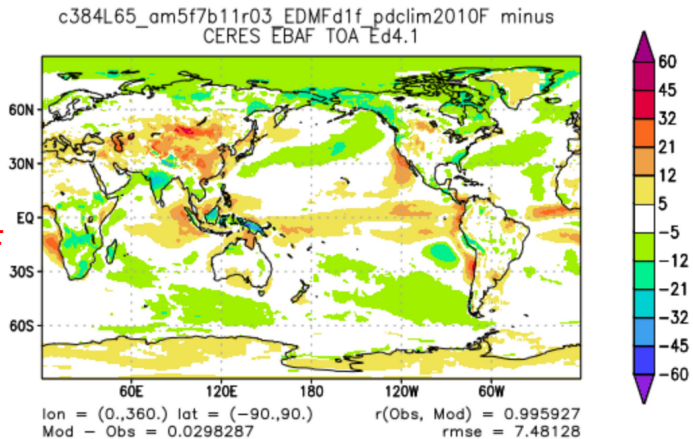 c384L65_am5f7b11r03_EDMFd1f_pdclim2010F minus
CERES EBAF TOA Ed4.1
60N
30N
EQ
30S
60S
60E
120E
180
120W
60W
60
45
32
21
12
5
-5
-12
-21
-32
-45
-60
lon = (0.,360.) lat = (-90.,90.)
r(Obs, Mod) = 0.995927
Mod - Obs = 0.0298287
rmse = 7.48128